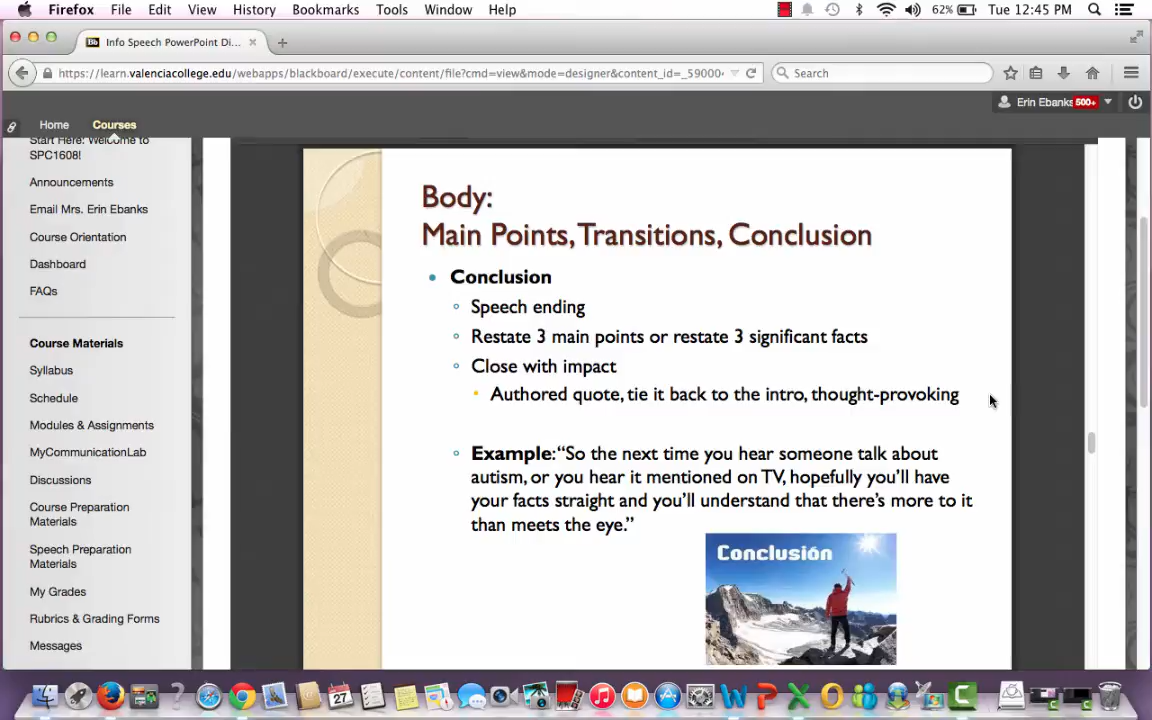 Firefox File Edit View History Bookmarks Tools Window Help 62% Tue 12:45 PM
Info Speech PowerPoint Di...
https://learn.valenciacollege.edu/webapps/blackboard/execute/content/file?cmd=view&mode=designer&content_id=_59000
Search
Erin Ebanks 500+
Home Courses
Start Here: Welcome to
SPC1608!
Announcements
Email Mrs. Erin Ebanks
Course Orientation
Dashboard
FAQs
Course Materials
Syllabus
Schedule
Modules & Assignments
MyCommunicationLab
Discussions
Course Preparation
Materials
Speech Preparation
Materials
My Grades
Rubrics & Grading Forms
Messages
Body:
Main Points, Transitions, Conclusion
Conclusion
Speech ending
Restate 3 main points or restate 3 significant facts
Close with impact
Authored quote, tie it back to the intro, thought-provoking
Example: “So the next time you hear someone talk about
autism, or you hear it mentioned on TV, hopefully you’ll have
your facts straight and you’ll understand that there’s more to it
than meets the eye.”
Conclusión
27